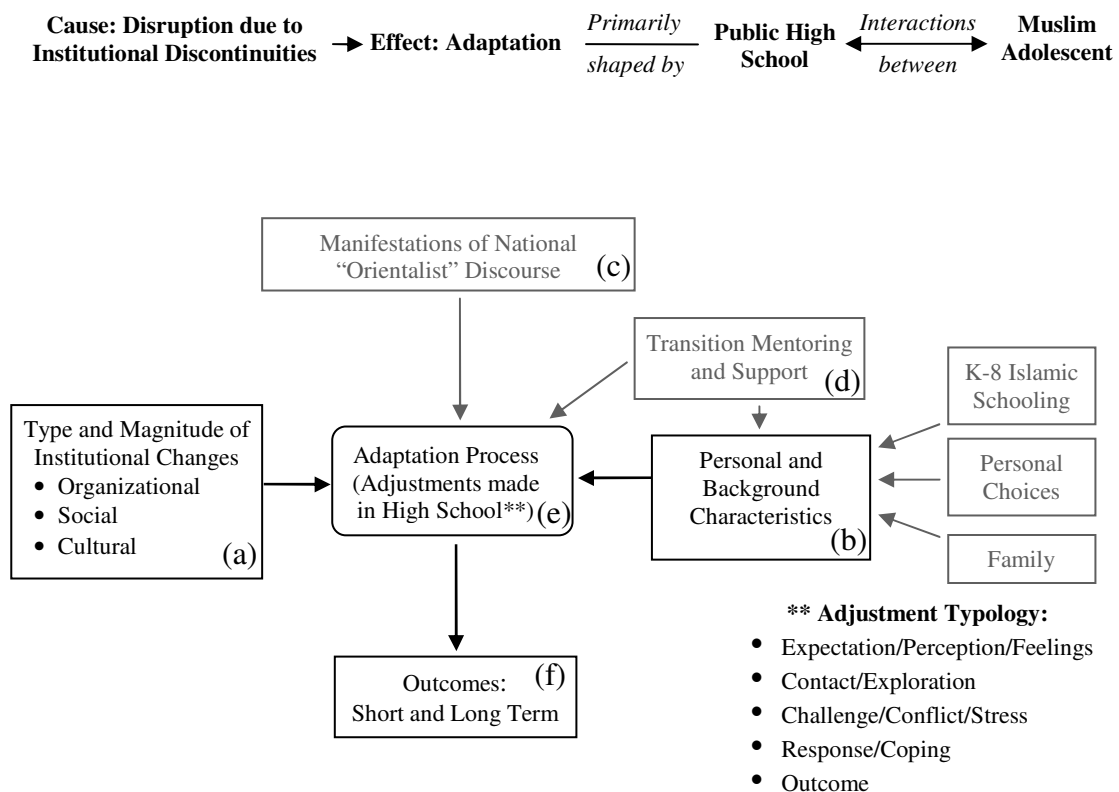 Cause: Disruption due to
Institutional Discontinuities
Effect: Adaptation
Primarily
shaped by
Public High
School
Interactions
between
Muslim
Adolescent
Manifestations of National
“Orientalist” Discourse
(c)
Transition Mentoring
and Support
(d)
K-8 Islamic
Schooling
Type and Magnitude of
Institutional Changes
• Organizational
• Social
• Cultural
(a)
Adaptation Process
(Adjustments made
in High School**)
(e)
Personal and
Background
Characteristics
(b)
Personal
Choices
Family
Outcomes:
Short and Long Term
(f)
** Adjustment Typology:
• Expectation/Perception/Feelings
• Contact/Exploration
• Challenge/Conflict/Stress
• Response/Coping
• Outcome